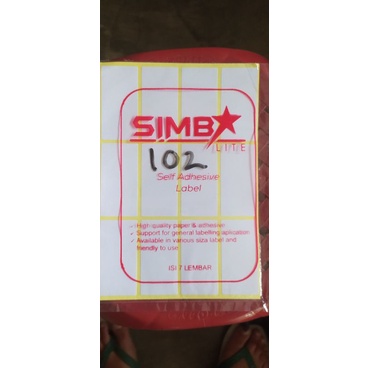 SIMBA
LITE
102
Self Adhesive
Label
✓ High quality paper & adhesive
✓ Support for general labelling aplication
✓ Available in various siza label and
friendly to use
ISI 7 LEMBAR